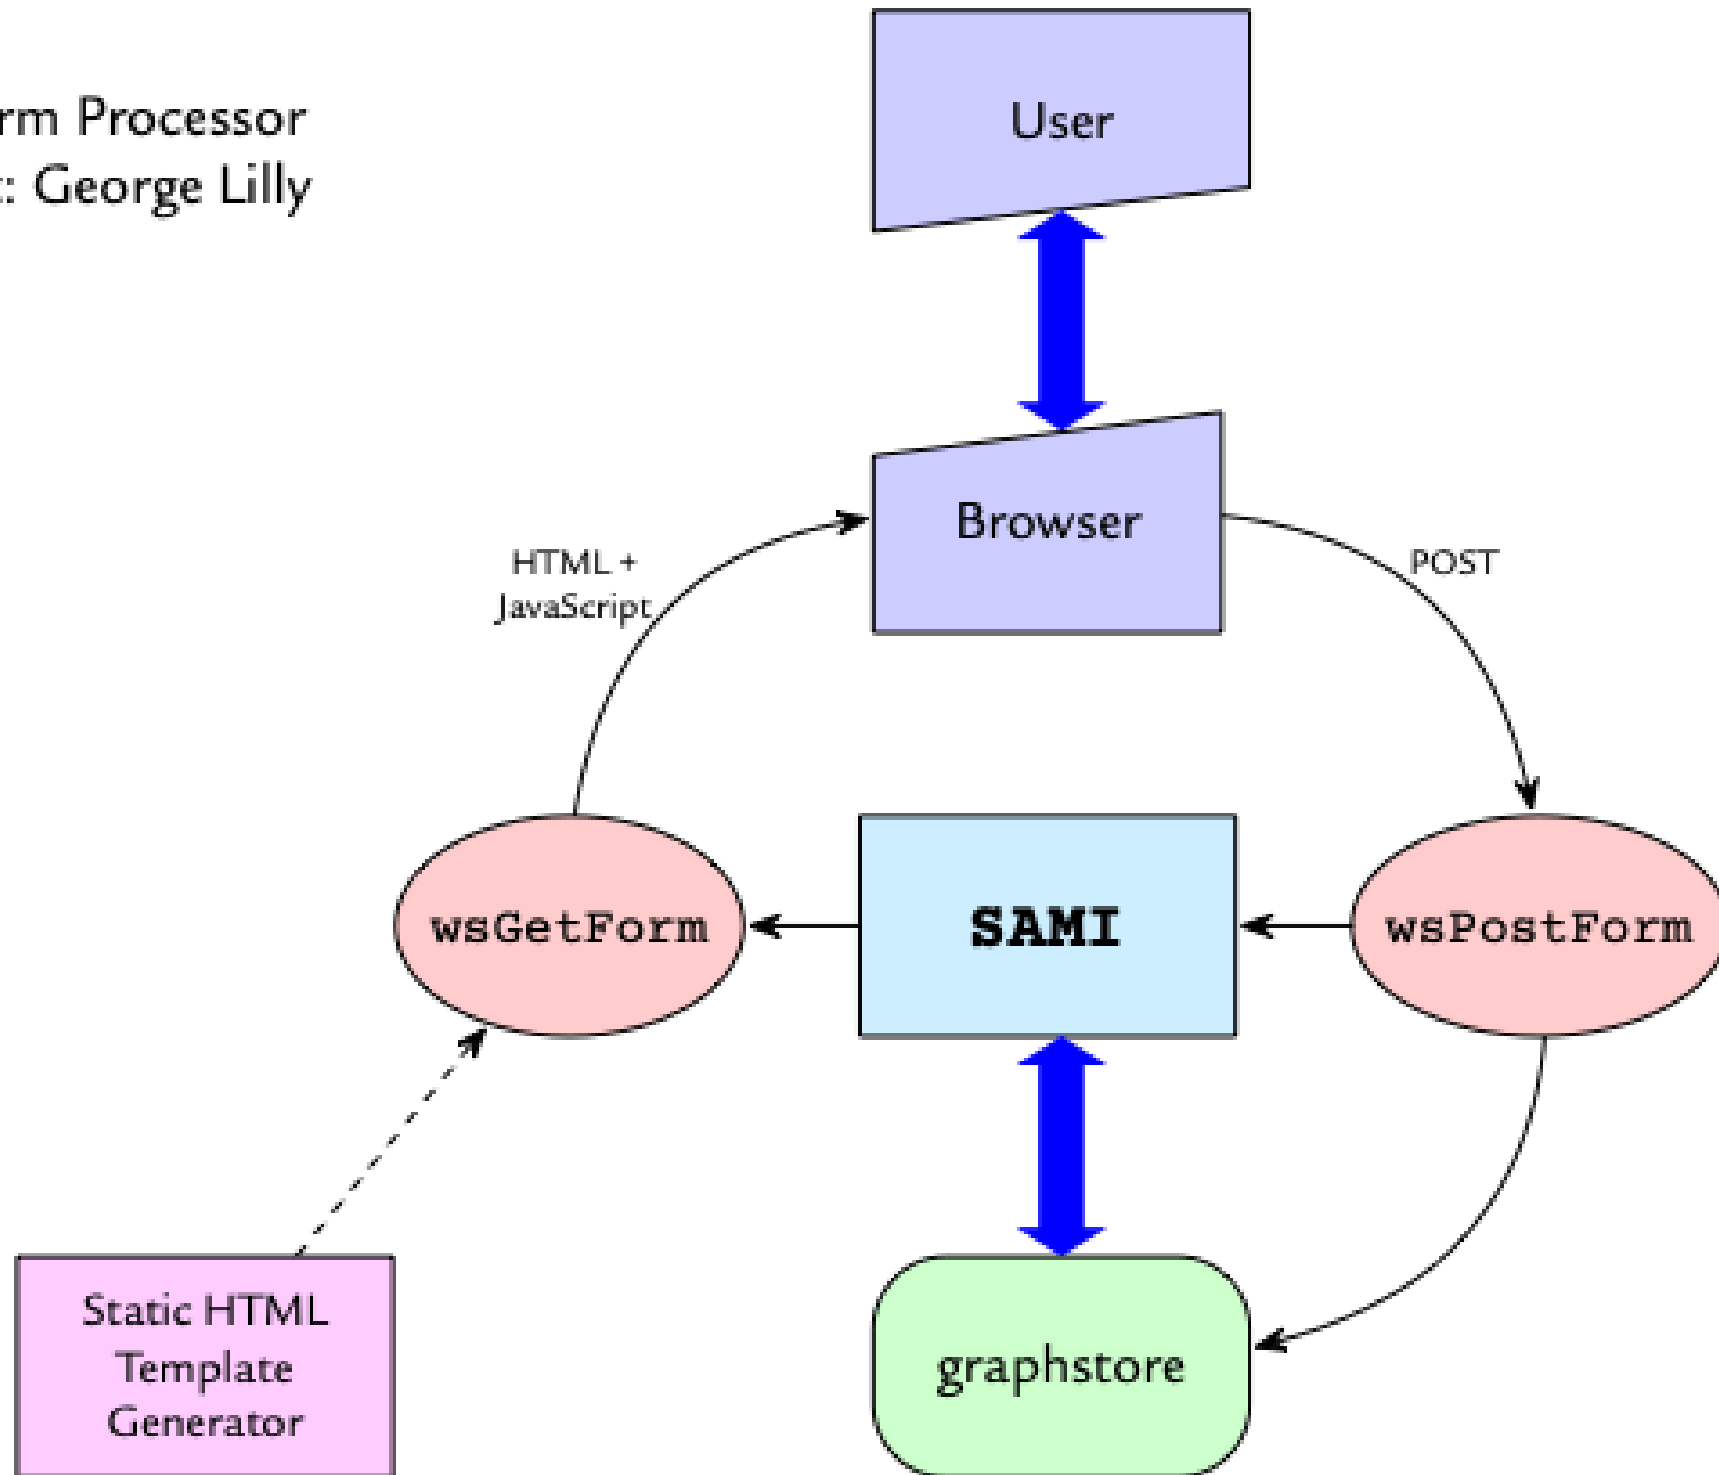 rm Processor
: George Lilly
User
Browser
HTML +
JavaScript
POST
wsGetForm
SAMI
wsPostForm
Static HTML
Template
Generator
graphstore